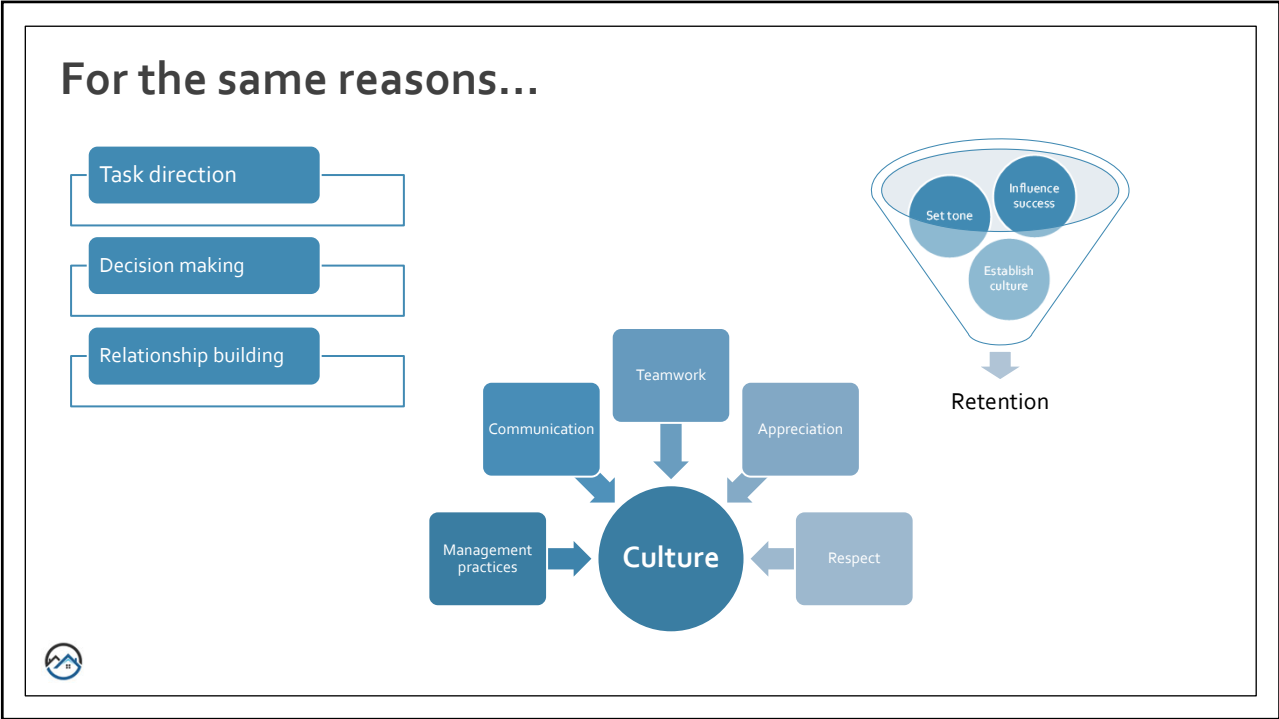 For the same reasons...
Task direction
Decision making
Relationship building
Influence
success
Set tone
Establish
culture
Retention
Teamwork
Communication
Appreciation
Management
practices
Culture
Respect